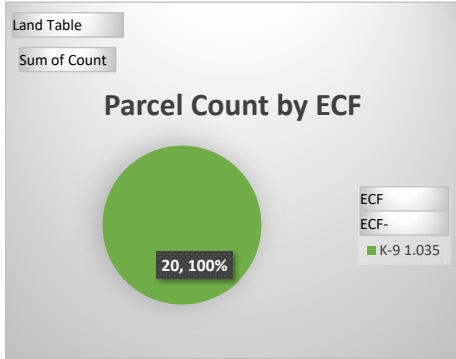 Land Table
Sum of Count
Parcel Count by ECF
20, 100%
ECF
ECF-
K-9 1.035